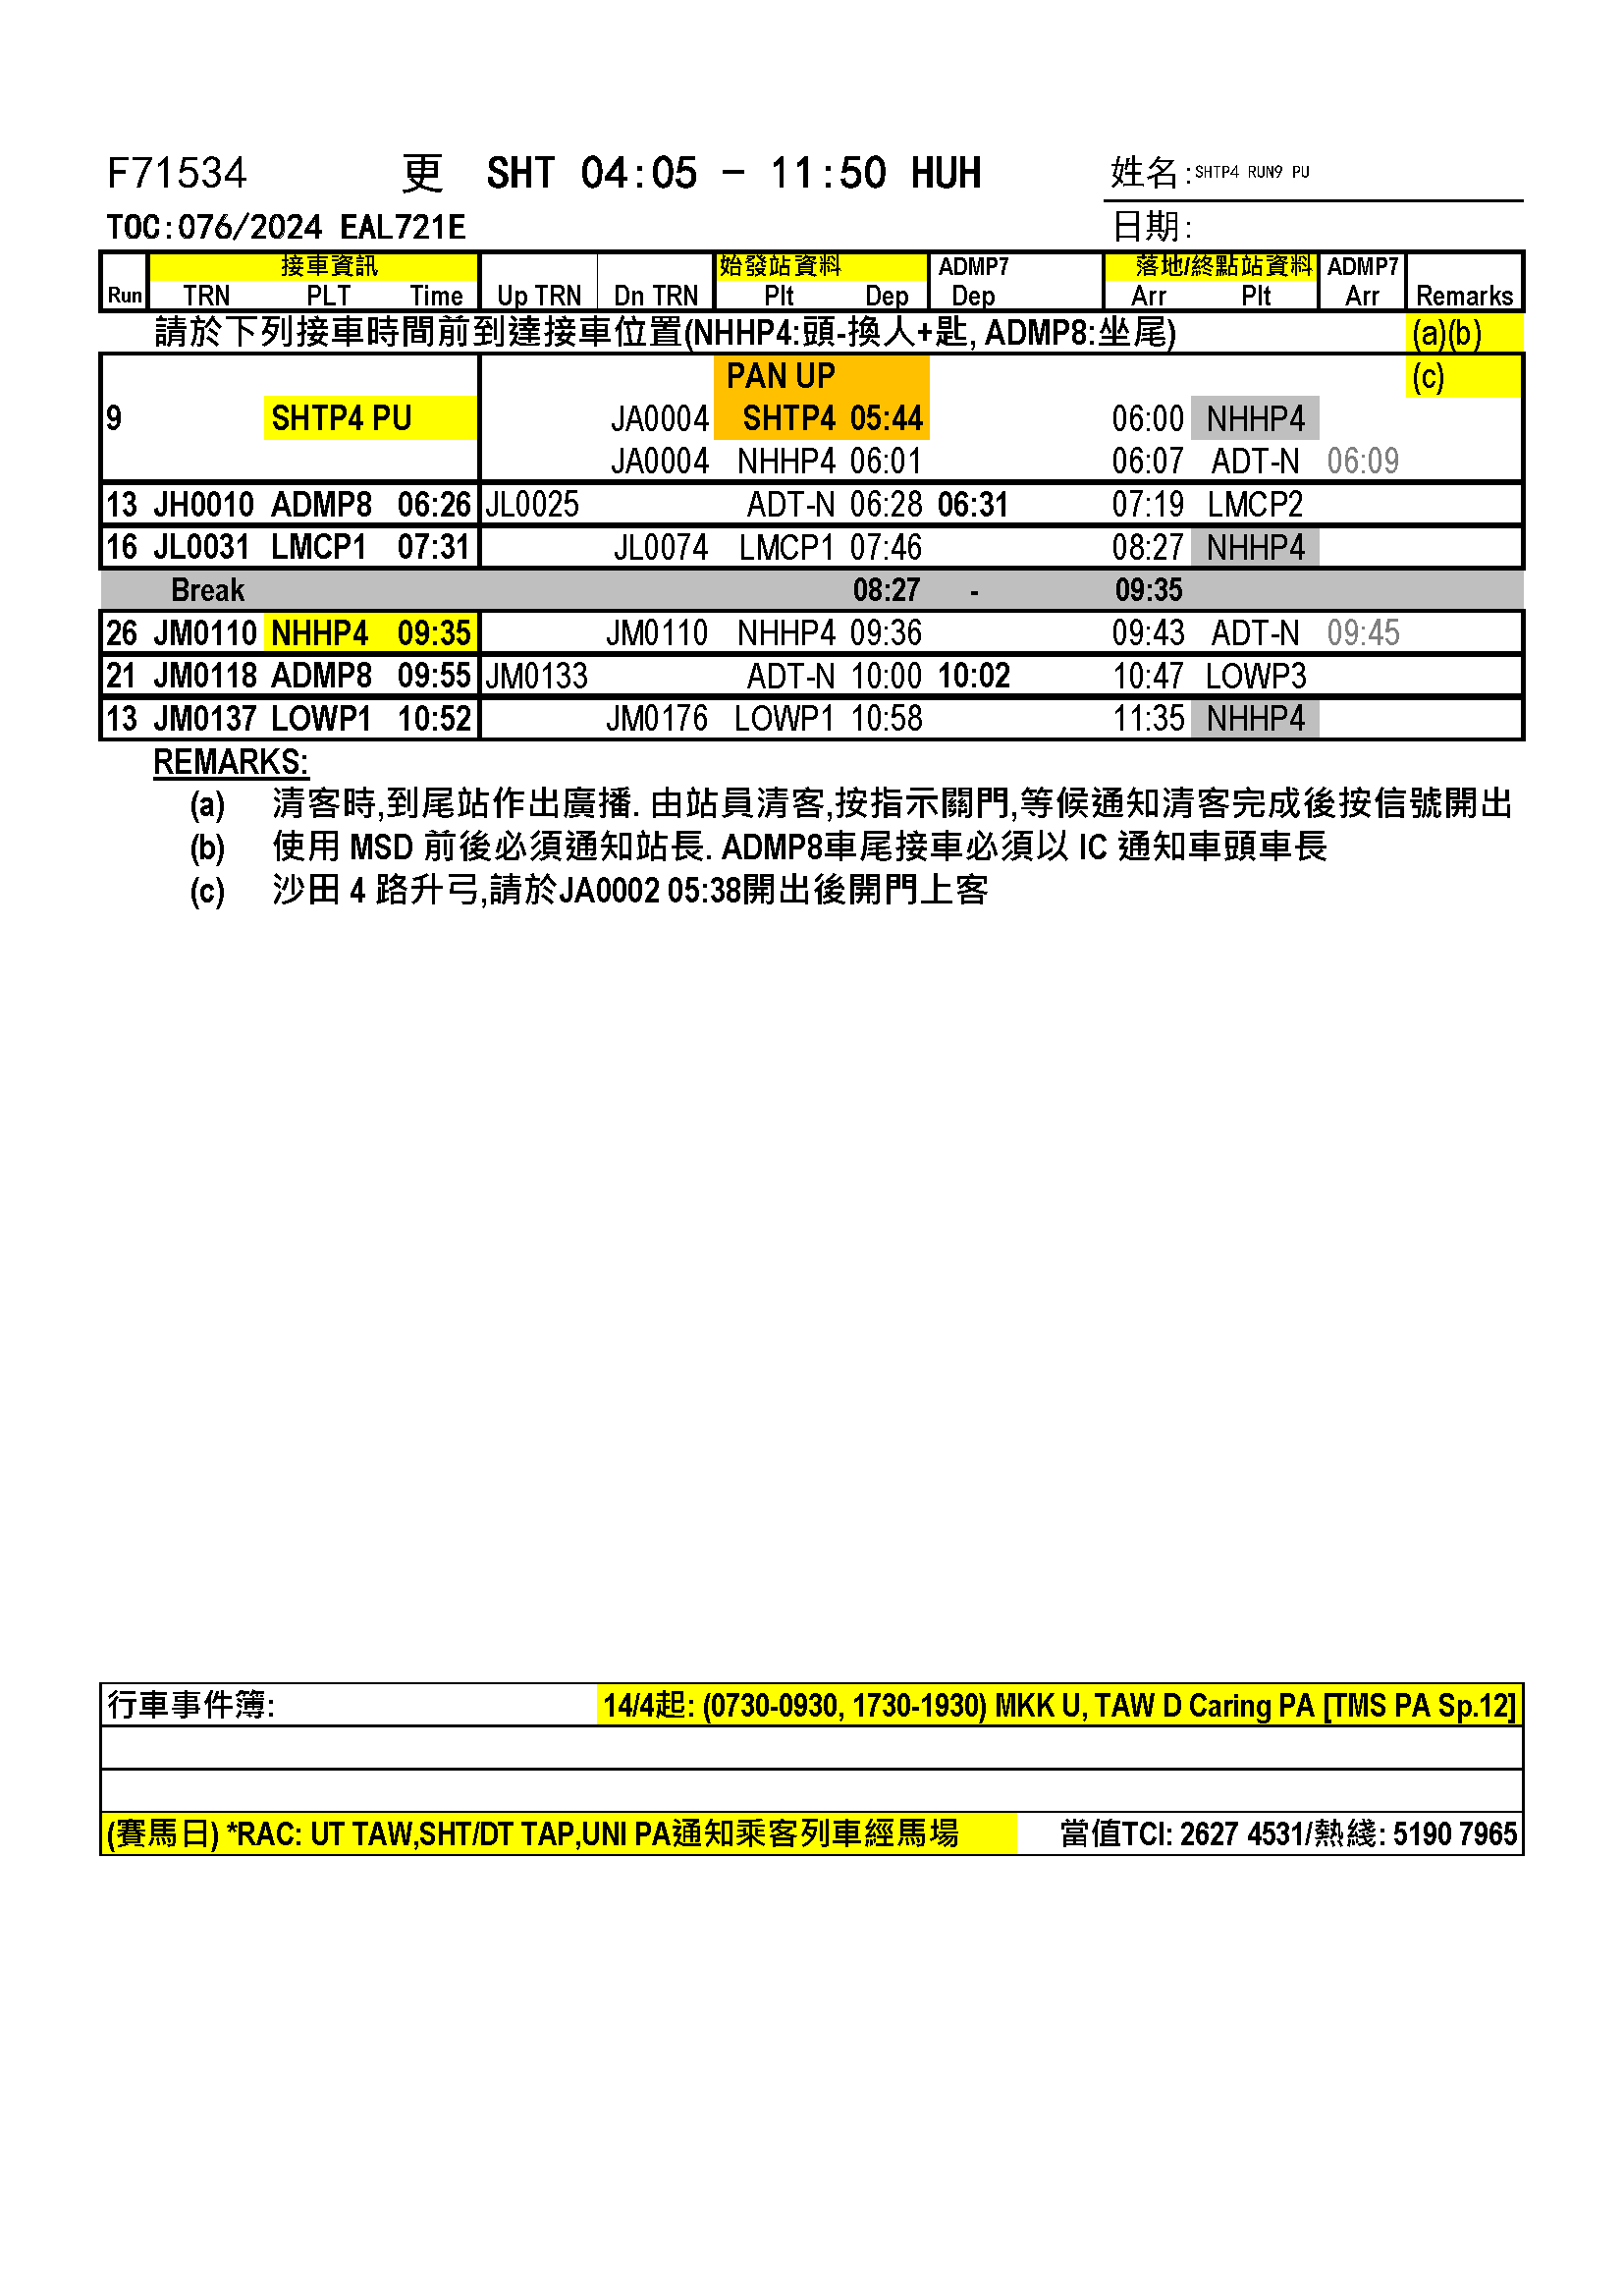 F71534 更 SHT 04:05 - 11:50 HUH 姓名:SHTP4 RUN9 PU
TOC:076/2024 EAL721E 日期:
接車資訊 始發站資料 ADMP7 落地/終點站資料 ADMP7
Run TRN PLT Time Up TRN Dn TRN Plt Dep Dep Arr Plt Arr Remarks
請於下列接車時間前到達接車位置(NHHP4:頭-換人+匙, ADMP8:坐尾) (a)(b)
PAN UP (c)
9 SHTP4 PU JA0004 SHTP4 05:44 06:00 NHHP4
JA0004 NHHP4 06:01 06:07 ADT-N 06:09
13 JH0010 ADMP8 06:26 JL0025 ADT-N 06:28 06:31 07:19 LMCP2
16 JL0031 LMCP1 07:31 JL0074 LMCP1 07:46 08:27 NHHP4
Break 08:27 - 09:35
26 JM0110 NHHP4 09:35 JM0110 NHHP4 09:36 09:43 ADT-N 09:45
21 JM0118 ADMP8 09:55 JM0133 ADT-N 10:00 10:02 10:47 LOWP3
13 JM0137 LOWP1 10:52 JM0176 LOWP1 10:58 11:35 NHHP4
REMARKS:
(a) 清客時,到尾站作出廣播. 由站員清客,按指示關門,等候通知清客完成後按信號開出
(b) 使用 MSD 前後必須通知站長. ADMP8車尾接車必須以 IC 通知車頭車長
(c) 沙田 4 路升弓,請於JA0002 05:38開出後開門上客
行車事件簿: 14/4起: (0730-0930, 1730-1930) MKK U, TAW D Caring PA [TMS PA Sp.12]
(賽馬日) *RAC: UT TAW,SHT/DT TAP,UNI PA通知乘客列車經馬場 當值TCI: 2627 4531/熱綫: 5190 7965